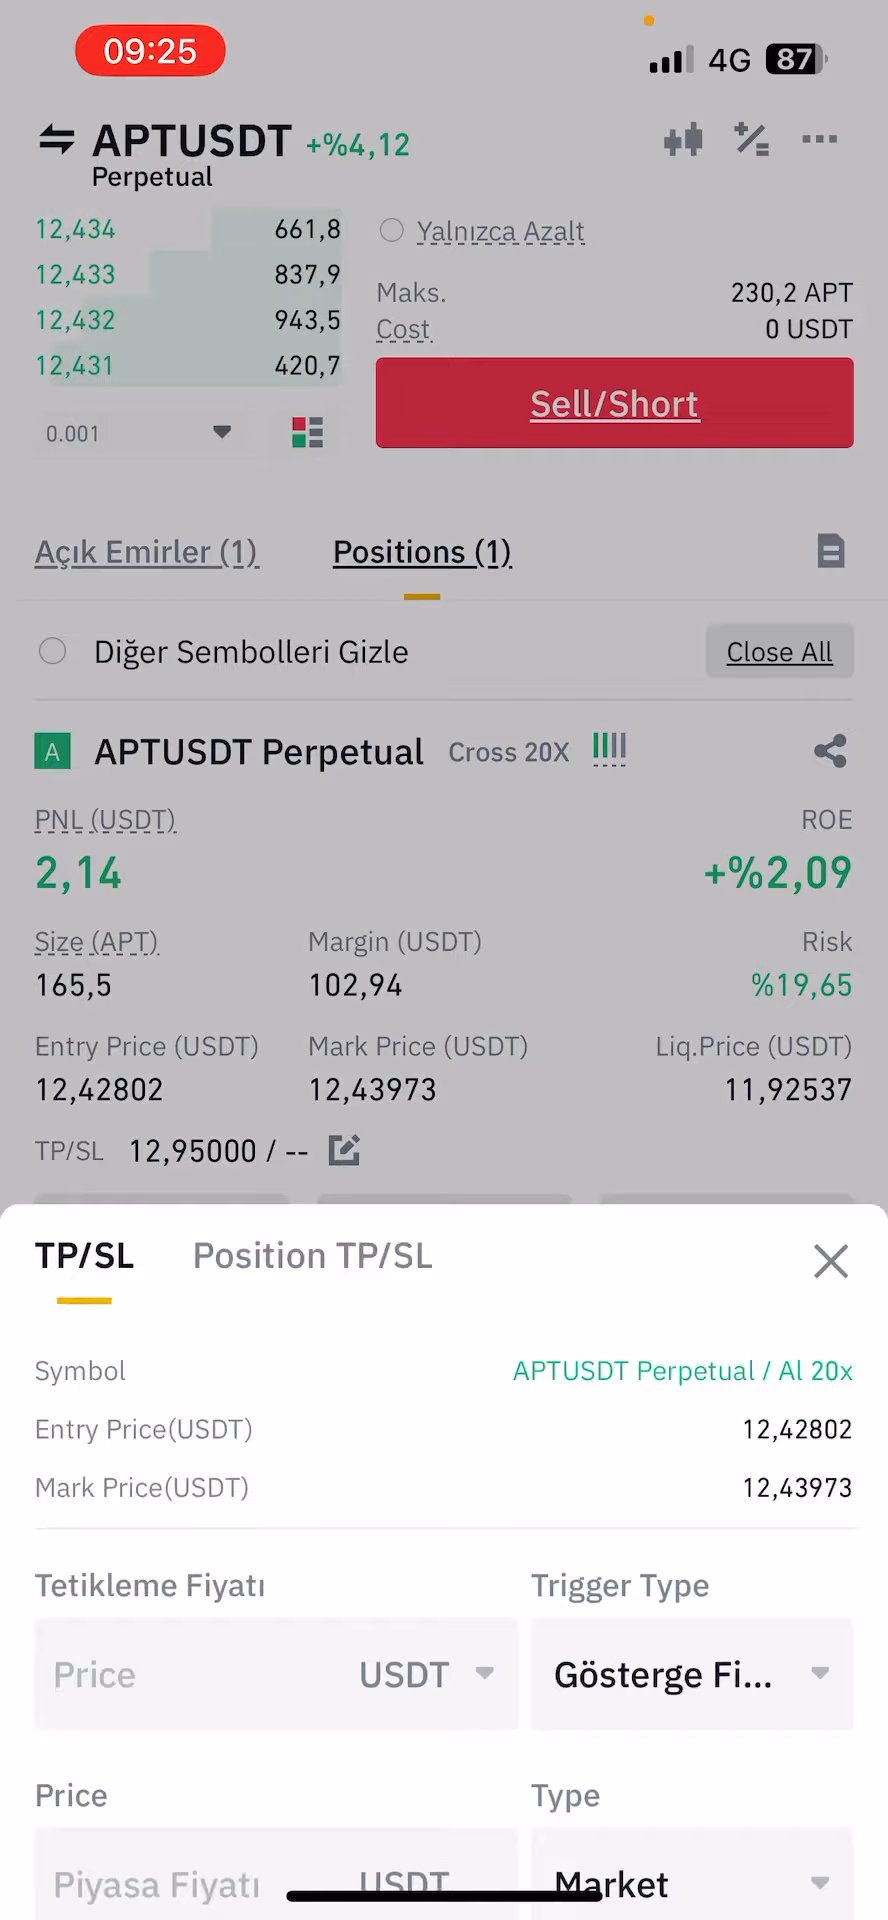 09:25
4G 87
APTUSDT +%4,12
Perpetual
12,434 661,8
Yalnızca Azalt
12,433 837,9
Maks. 230,2 APT
12,432 943,5
Cost 0 USDT
12,431 420,7
Sell/Short
0.001
Açık Emirler (1) Positions (1)
Diğer Sembolleri Gizle Close All
A APTUSDT Perpetual Cross 20X
PNL (USDT) ROE
2,14 +%2,09
Size (APT) Margin (USDT) Risk
165,5 102,94 %19,65
Entry Price (USDT) Mark Price (USDT) Liq.Price (USDT)
12,42802 12,43973 11,92537
TP/SL 12,95000 / --
TP/SL Position TP/SL
Symbol APTUSDT Perpetual / Al 20x
Entry Price(USDT) 12,42802
Mark Price(USDT) 12,43973
Tetikleme Fiyatı Trigger Type
Price USDT Gösterge Fi...
Price Type
Piyasa Fiyatı USDT Market